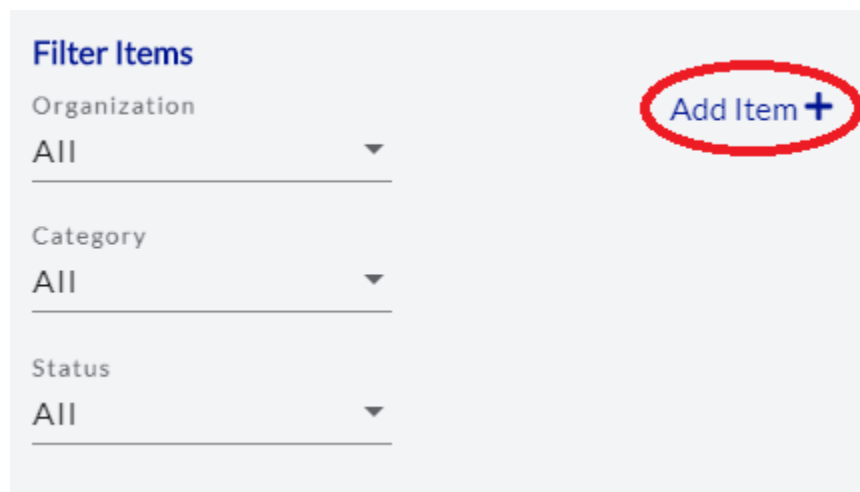 Filter Items
Organization
Add Item +
All
Category
All
Status
All